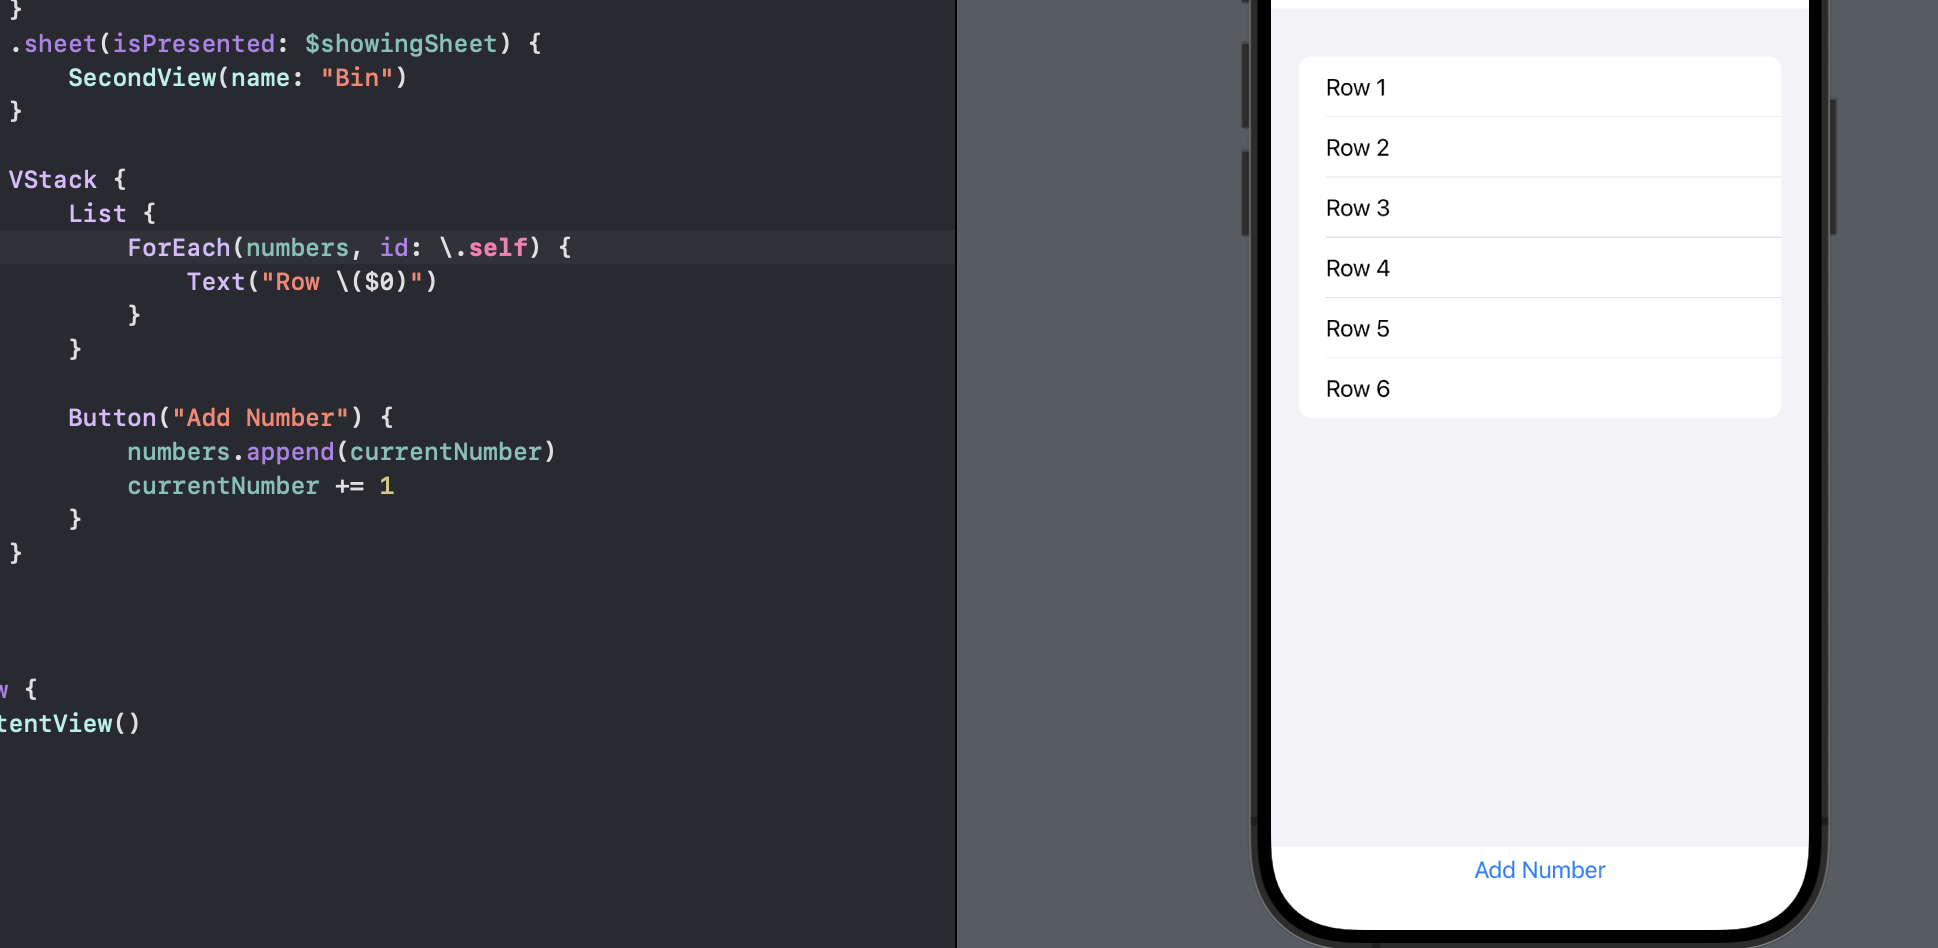 }
.sheet(isPresented: $showingSheet) {
SecondView(name: "Bin")
}
VStack {
List {
ForEach(numbers, id: \.self) {
Text("Row \($0)")
}
}
Button("Add Number") {
numbers.append(currentNumber)
currentNumber += 1
}
}
w {
tentView()
Row 1
Row 2
Row 3
Row 4
Row 5
Row 6
Add Number